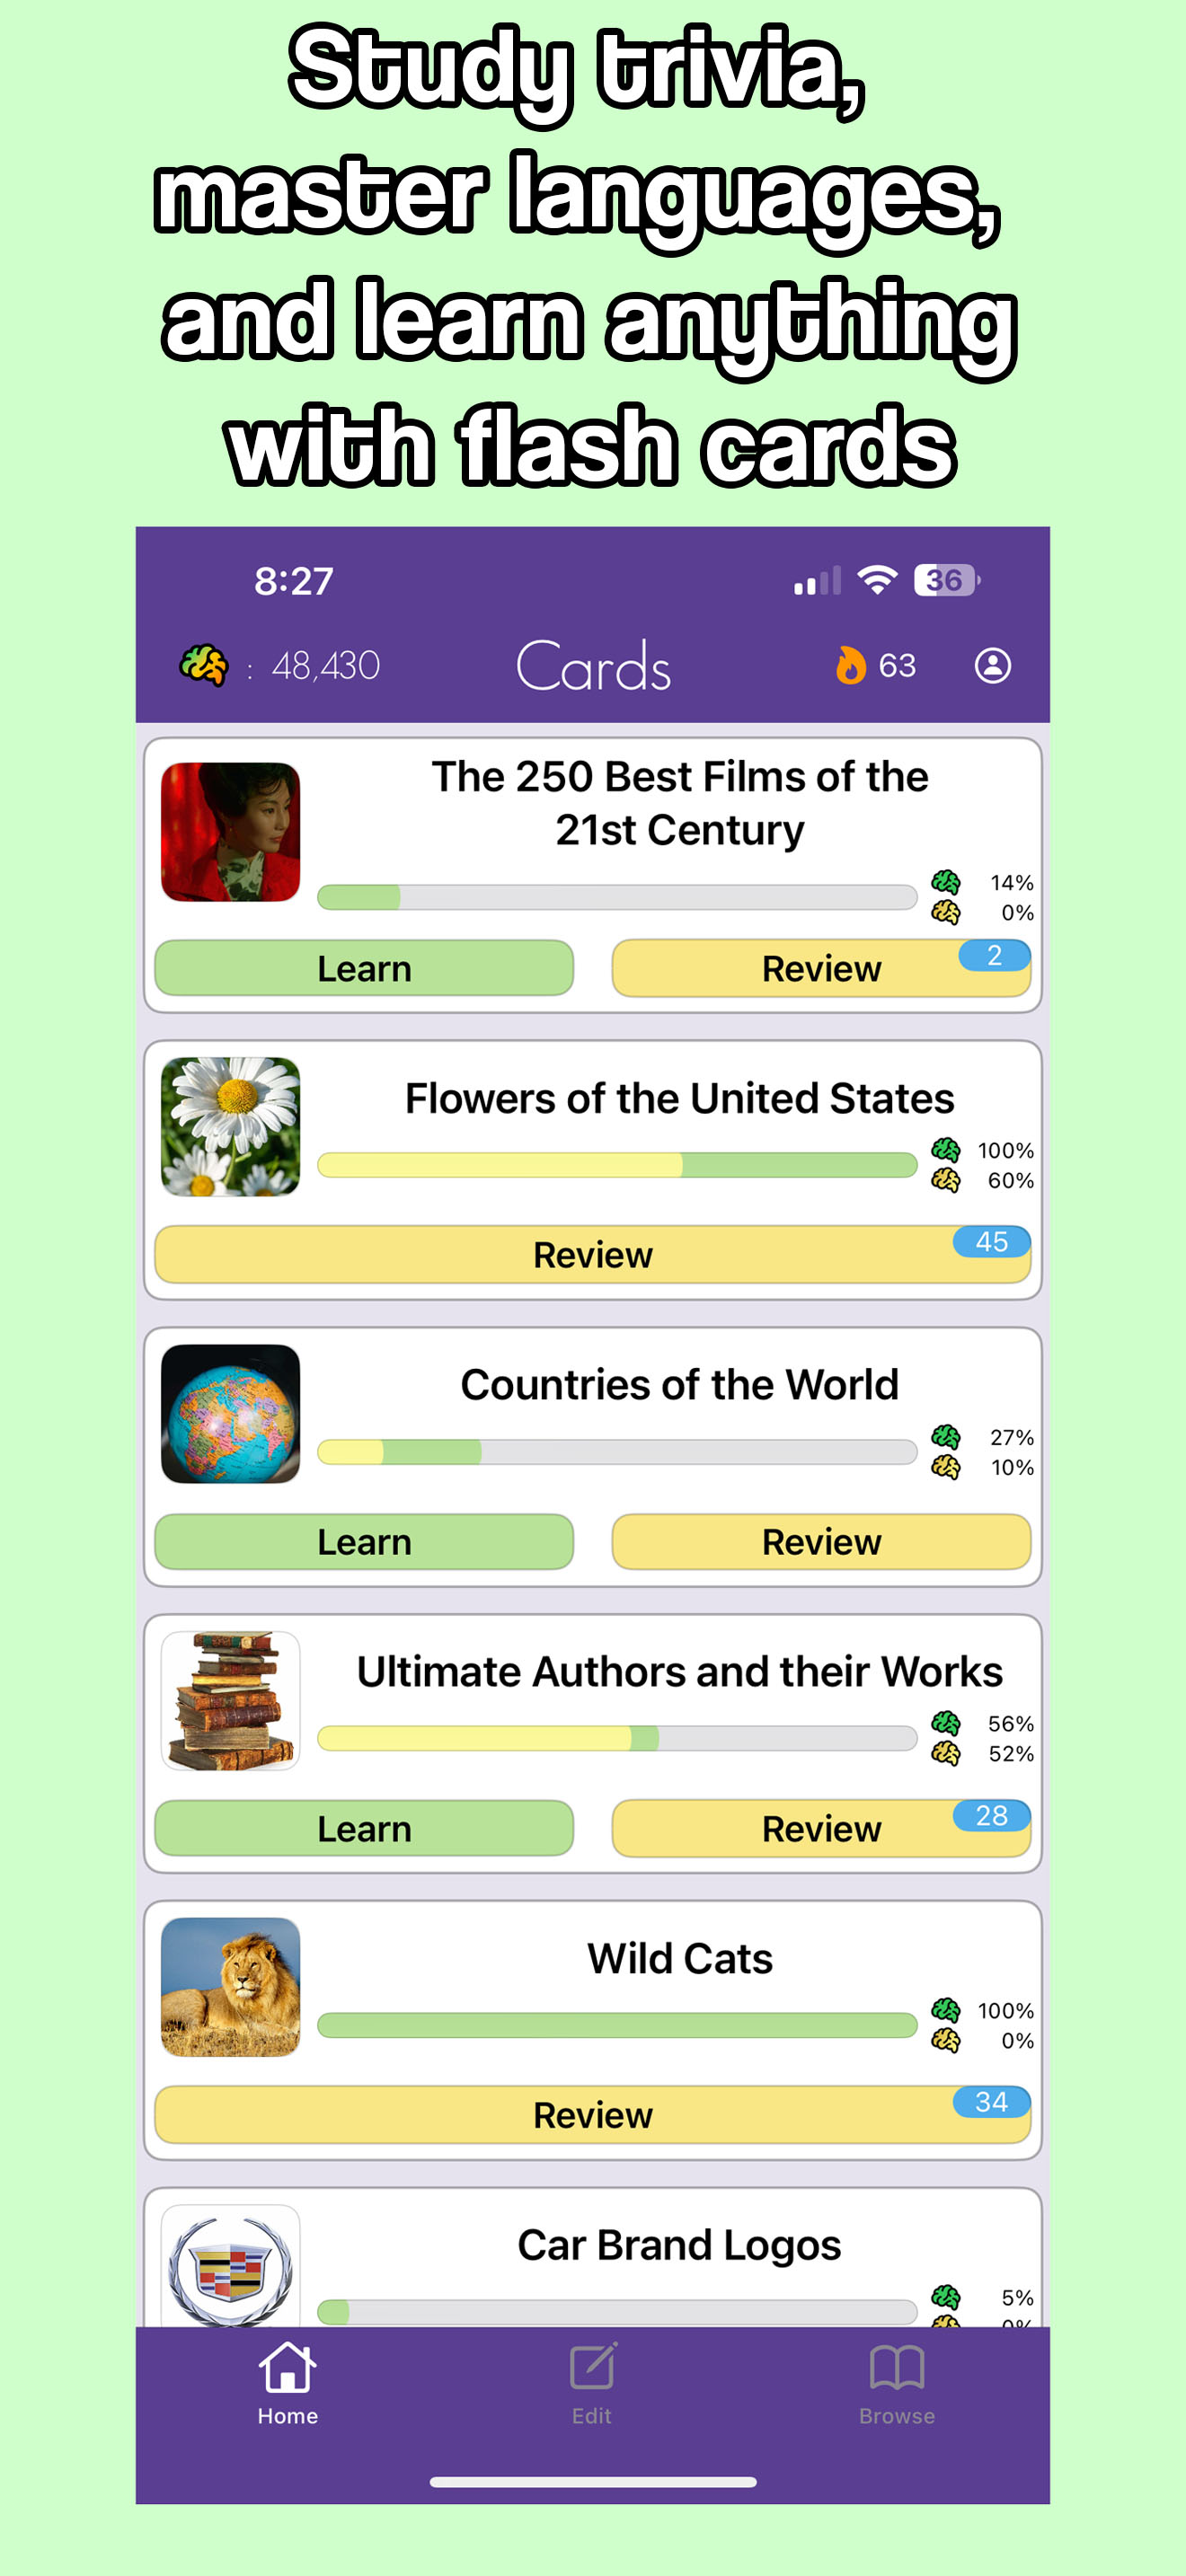 Study trivia,
master languages,
and learn anything
with flash cards
8:27
36
: 48,430
Cards
63
The 250 Best Films of the
21st Century
14%
0%
Learn
Review
2
Flowers of the United States
100%
60%
Review
45
Countries of the World
27%
10%
Learn
Review
Ultimate Authors and their Works
56%
52%
Learn
Review
28
Wild Cats
100%
0%
Review
34
Car Brand Logos
5%
0%
Home
Edit
Browse